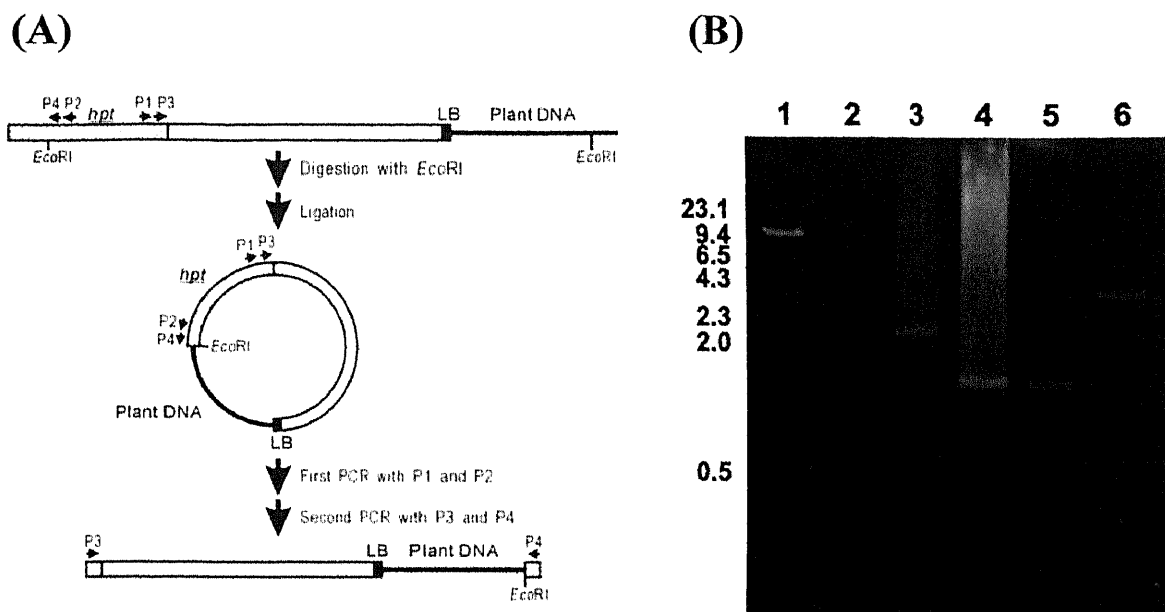 (A)
P4 P2 hpt P1 P3
LB Plant DNA
EcoRI EcoRI
Digestion with EcoRI
Ligation
P1 P3
hpt
P2
P4 EcoRI
Plant DNA
LB
First PCR with P1 and P2
Second PCR with P3 and P4
P3 LB Plant DNA P4
EcoRI
(B)
1 2 3 4 5 6
23.1
9.4
6.5
4.3
2.3
2.0
0.5